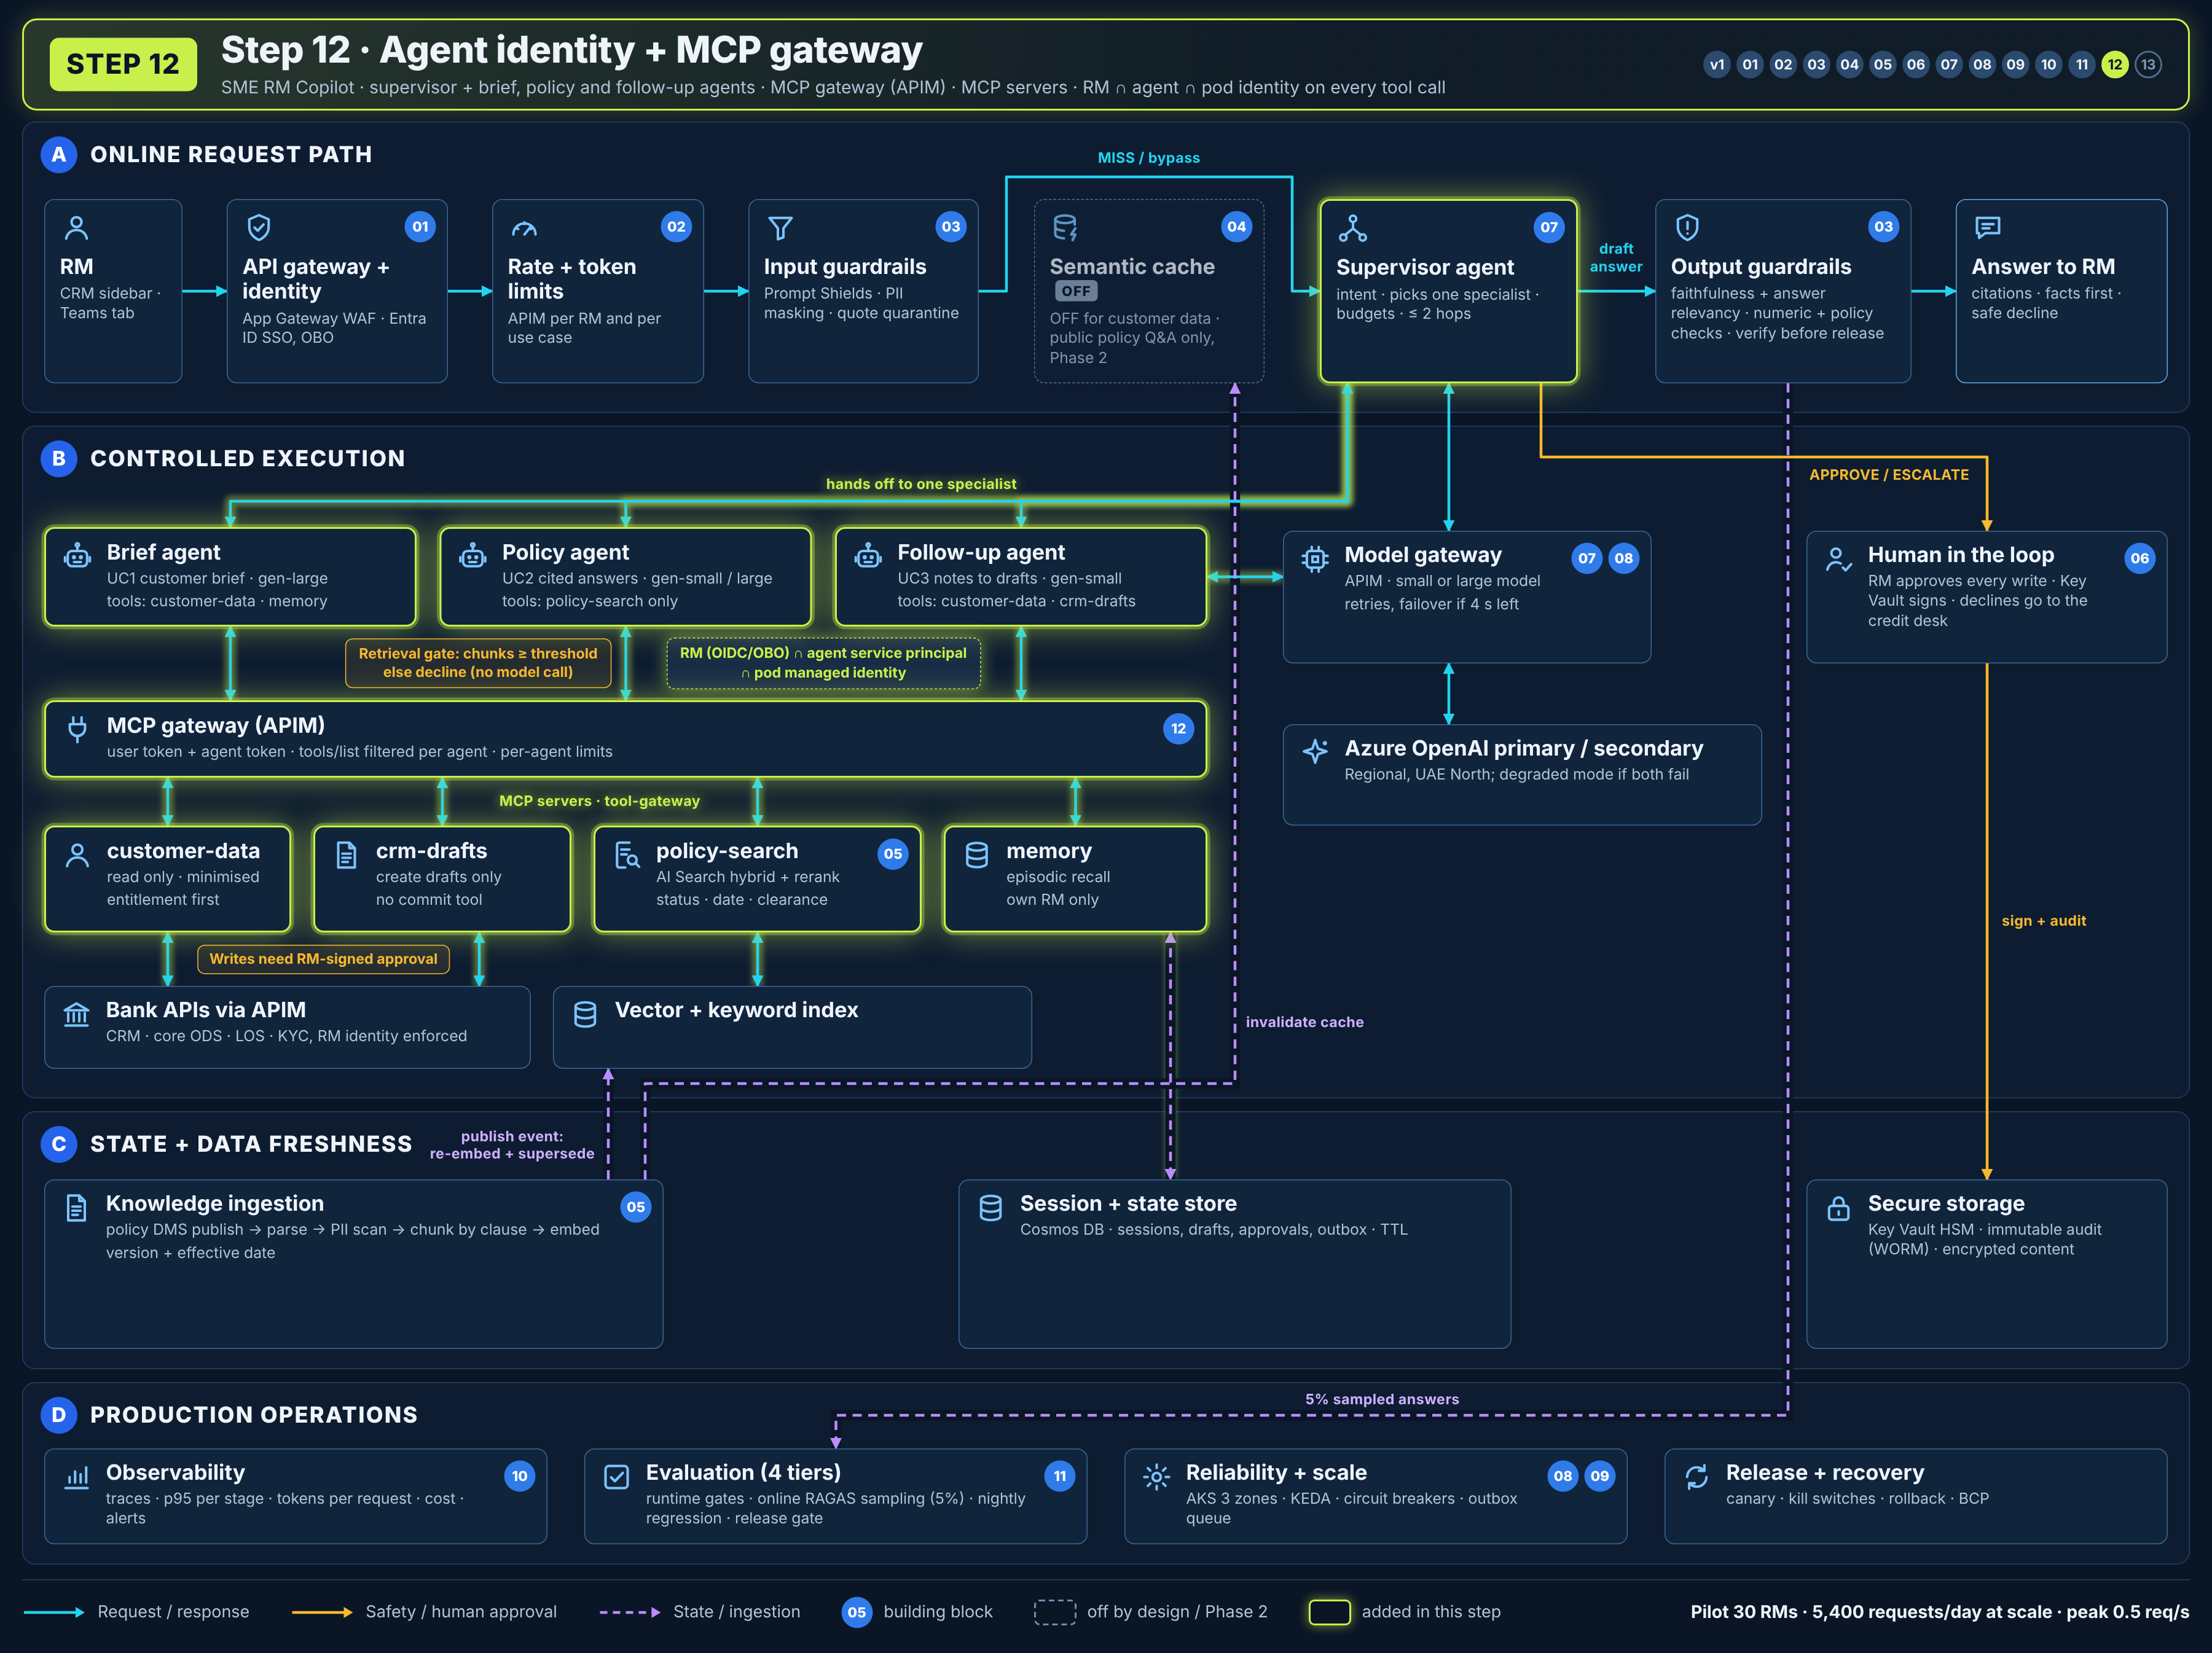 STEP 12
Step 12 · Agent identity + MCP gateway
SME RM Copilot · supervisor + brief, policy and follow-up agents · MCP gateway (APIM) · MCP servers · RM ∩ agent ∩ pod identity on every tool call
v1 01 02 03 04 05 06 07 08 09 10 11 12 13
A ONLINE REQUEST PATH
MISS / bypass
RM
CRM sidebar ·
Teams tab
01
API gateway +
identity
App Gateway WAF · Entra
ID SSO, OBO
02
Rate + token
limits
APIM per RM and per
use case
03
Input guardrails
Prompt Shields · PII
masking · quote quarantine
04
Semantic cache
OFF
OFF for customer data ·
public policy Q&A only,
Phase 2
07
Supervisor agent
intent · picks one specialist ·
budgets · ≤ 2 hops
draft
answer
03
Output guardrails
faithfulness + answer
relevancy · numeric + policy
checks · verify before release
Answer to RM
citations · facts first ·
safe decline
B CONTROLLED EXECUTION
hands off to one specialist
APPROVE / ESCALATE
Brief agent
UC1 customer brief · gen-large
tools: customer-data · memory
Policy agent
UC2 cited answers · gen-small / large
tools: policy-search only
Follow-up agent
UC3 notes to drafts · gen-small
tools: customer-data · crm-drafts
Model gateway
07 08
APIM · small or large model
retries, failover if 4 s left
Human in the loop
06
RM approves every write · Key
Vault signs · declines go to the
credit desk
Retrieval gate: chunks ≥ threshold
else decline (no model call)
RM (OIDC/OBO) ∩ agent service principal
∩ pod managed identity
MCP gateway (APIM)
12
user token + agent token · tools/list filtered per agent · per-agent limits
Azure OpenAI primary / secondary
Regional, UAE North; degraded mode if both fail
MCP servers · tool-gateway
customer-data
read only · minimised
entitlement first
crm-drafts
create drafts only
no commit tool
policy-search
05
AI Search hybrid + rerank
status · date · clearance
memory
episodic recall
own RM only
sign + audit
Writes need RM-signed approval
Bank APIs via APIM
CRM · core ODS · LOS · KYC, RM identity enforced
Vector + keyword index
invalidate cache
C STATE + DATA FRESHNESS
publish event:
re-embed + supersede
Knowledge ingestion
05
policy DMS publish → parse → PII scan → chunk by clause → embed
version + effective date
Session + state store
Cosmos DB · sessions, drafts, approvals, outbox · TTL
Secure storage
Key Vault HSM · immutable audit
(WORM) · encrypted content
D PRODUCTION OPERATIONS
5% sampled answers
Observability
10
traces · p95 per stage · tokens per request · cost ·
alerts
Evaluation (4 tiers)
11
runtime gates · online RAGAS sampling (5%) · nightly
regression · release gate
Reliability + scale
08 09
AKS 3 zones · KEDA · circuit breakers · outbox
queue
Release + recovery
canary · kill switches · rollback · BCP
Request / response
Safety / human approval
State / ingestion
05 building block
off by design / Phase 2
added in this step
Pilot 30 RMs · 5,400 requests/day at scale · peak 0.5 req/s